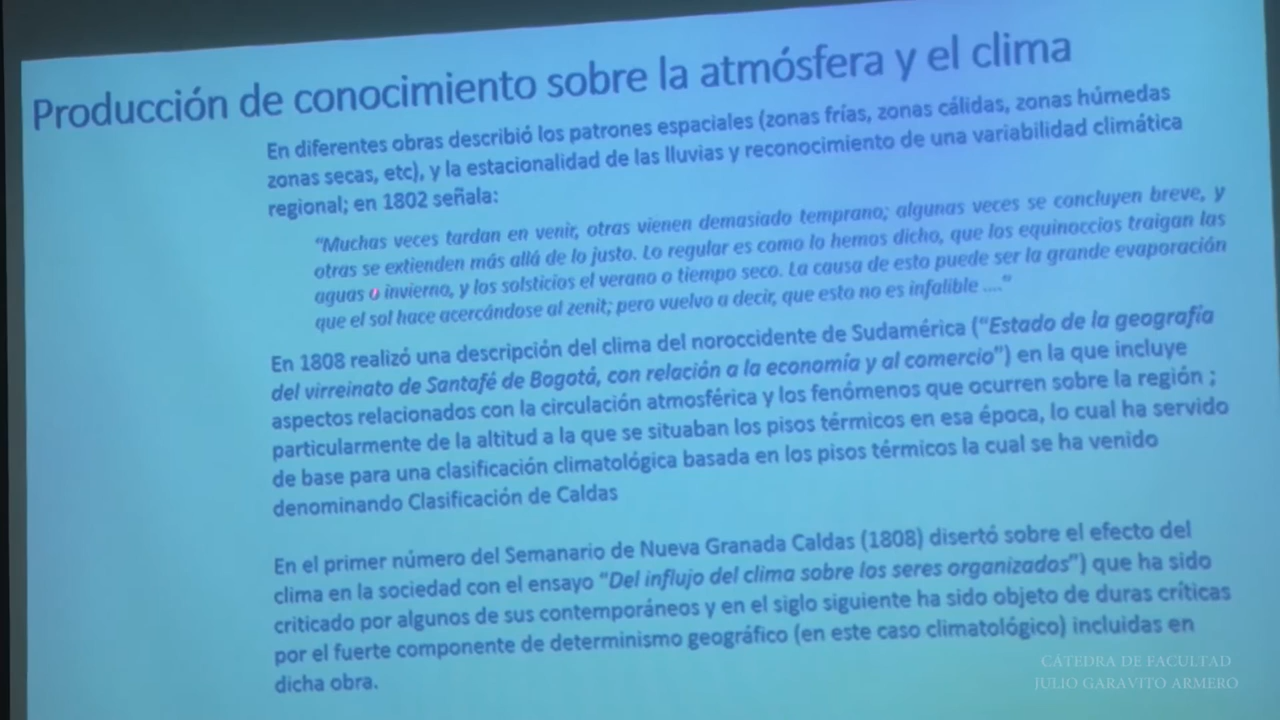 Producción de conocimiento sobre la atmósfera y el clima
En diferentes obras describió los patrones espaciales (zonas frías, zonas cálidas, zonas húmedas
zonas secas, etc), y la estacionalidad de las lluvias y reconocimiento de una variabilidad climática
regional; en 1802 señala:
"Muchas veces tardan en venir, otras vienen demasiado temprano; algunas veces se concluyen breve, y
otras se extienden más allá de lo justo. Lo regular es como lo hemos dicho, que los equinoccios traigan las
aguas o invierno, y los solsticios el verano o tiempo seco. La causa de esto puede ser la grande evaporación
que el sol hace acercándose al zenit; pero vuelvo a decir, que esto no es infalible ...."
En 1808 realizó una descripción del clima del noroccidente de Sudamérica ("Estado de la geografía
del virreinato de Santafé de Bogotá, con relación a la economía y al comercio") en la que incluye
aspectos relacionados con la circulación atmosférica y los fenómenos que ocurren sobre la región ;
particularmente de la altitud a la que se situaban los pisos térmicos en esa época, lo cual ha servido
de base para una clasificación climatológica basada en los pisos térmicos la cual se ha venido
denominando Clasificación de Caldas
En el primer número del Semanario de Nueva Granada Caldas (1808) disertó sobre el efecto del
clima en la sociedad con el ensayo "Del influjo del clima sobre los seres organizados") que ha sido
criticado por algunos de sus contemporáneos y en el siglo siguiente ha sido objeto de duras críticas
por el fuerte componente de determinismo geográfico (en este caso climatológico) incluidas en
dicha obra.
CÁTEDRA DE FACULTAD
JULIO GARAVITO ARMERO